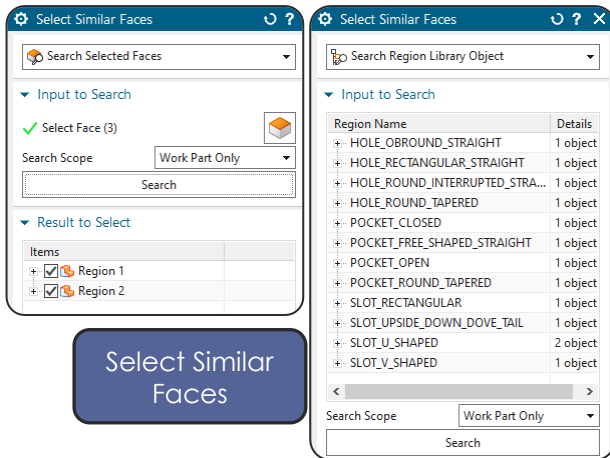 Select Similar Faces
Search Selected Faces
Input to Search
Select Face (3)
Search Scope
Work Part Only
Search
Result to Select
Items
Region 1
Region 2
Select Similar
Faces
Select Similar Faces
Search Region Library Object
Input to Search
Region Name Details
HOLE_OBROUND_STRAIGHT 1 object
HOLE_RECTANGULAR_STRAIGHT 1 object
HOLE_ROUND_INTERRUPTED_STRA... 1 object
HOLE_ROUND_TAPERED 1 object
POCKET_CLOSED 1 object
POCKET_FREE_SHAPED_STRAIGHT 1 object
POCKET_OPEN 1 object
POCKET_ROUND_TAPERED 1 object
SLOT_RECTANGULAR 1 object
SLOT_UPSIDE_DOWN_DOVE_TAIL 1 object
SLOT_U_SHAPED 2 object
SLOT_V_SHAPED 1 object
Search Scope
Work Part Only
Search